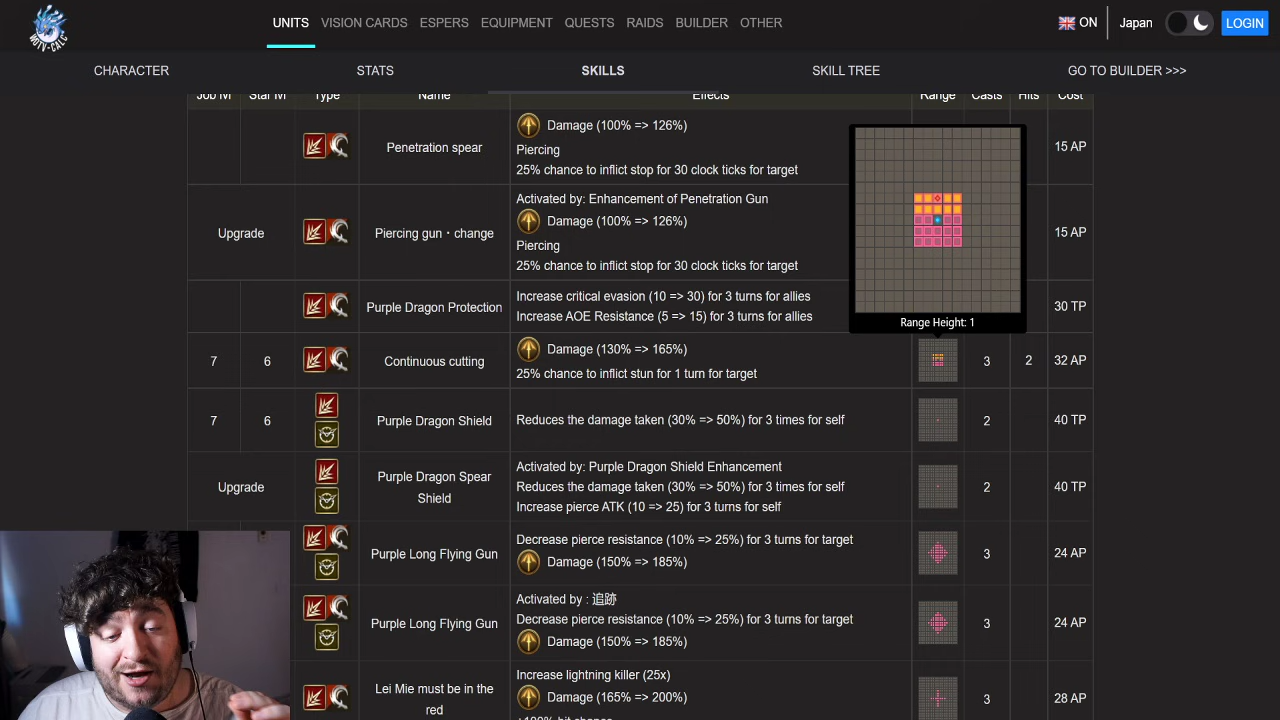 WOTV-CALC
UNITS VISION CARDS ESPERS EQUIPMENT QUESTS RAIDS BUILDER OTHER
ON Japan LOGIN
CHARACTER STATS SKILLS SKILL TREE GO TO BUILDER >>>
Job lvl Star lvl Type Name Effects Range Casts Hits Cost
Penetration spear
Damage (100% => 126%)
Piercing
25% chance to inflict stop for 30 clock ticks for target
15 AP
Upgrade
Piercing gun・change
Activated by: Enhancement of Penetration Gun
Damage (100% => 126%)
Piercing
25% chance to inflict stop for 30 clock ticks for target
15 AP
Range Height: 1
Purple Dragon Protection
Increase critical evasion (10 => 30) for 3 turns for allies
Increase AOE Resistance (5 => 15) for 3 turns for allies
30 TP
7 6
Continuous cutting
Damage (130% => 165%)
25% chance to inflict stun for 1 turn for target
3 2 32 AP
7 6
Purple Dragon Shield
Reduces the damage taken (30% => 50%) for 3 times for self
2 40 TP
Upgrade
Purple Dragon Spear
Shield
Activated by: Purple Dragon Shield Enhancement
Reduces the damage taken (30% => 50%) for 3 times for self
Increase pierce ATK (10 => 25) for 3 turns for self
2 40 TP
Purple Long Flying Gun
Decrease pierce resistance (10% => 25%) for 3 turns for target
Damage (150% => 185%)
3 24 AP
Purple Long Flying Gun
Activated by : 追跡
Decrease pierce resistance (10% => 25%) for 3 turns for target
Damage (150% => 185%)
3 24 AP
Lei Mie must be in the
red
Increase lightning killer (25x)
Damage (165% => 200%)
+100% hit chance
3 28 AP